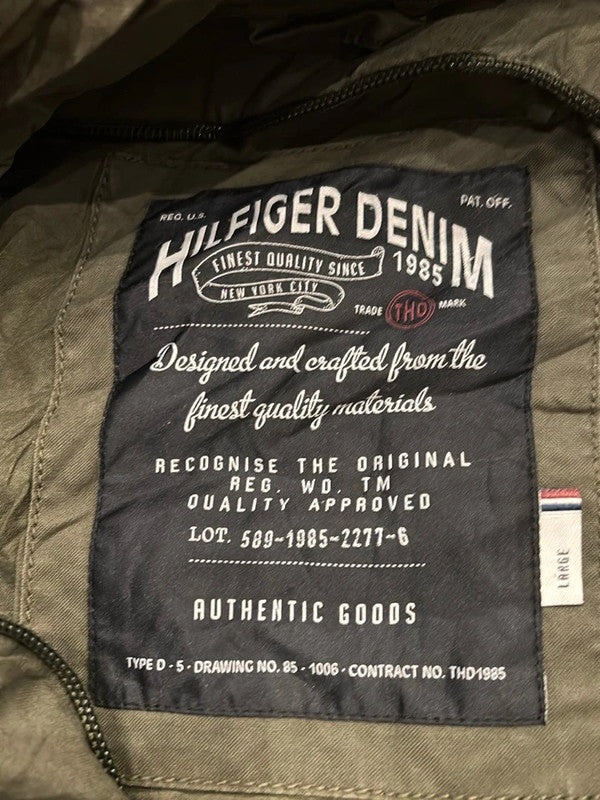 REG. U.S.
PAT. OFF.
HILFIGER DENIM
FINEST QUALITY SINCE 1985
NEW YORK CITY
TRADE THD MARK
Designed and crafted from the
finest quality materials
RECOGNISE THE ORIGINAL
REG. WD. TM
QUALITY APPROVED
LOT. 589-1985-2277-6
AUTHENTIC GOODS
TYPE D - 5 - DRAWING NO. 85 - 1006 - CONTRACT NO. THD1985
LARGE